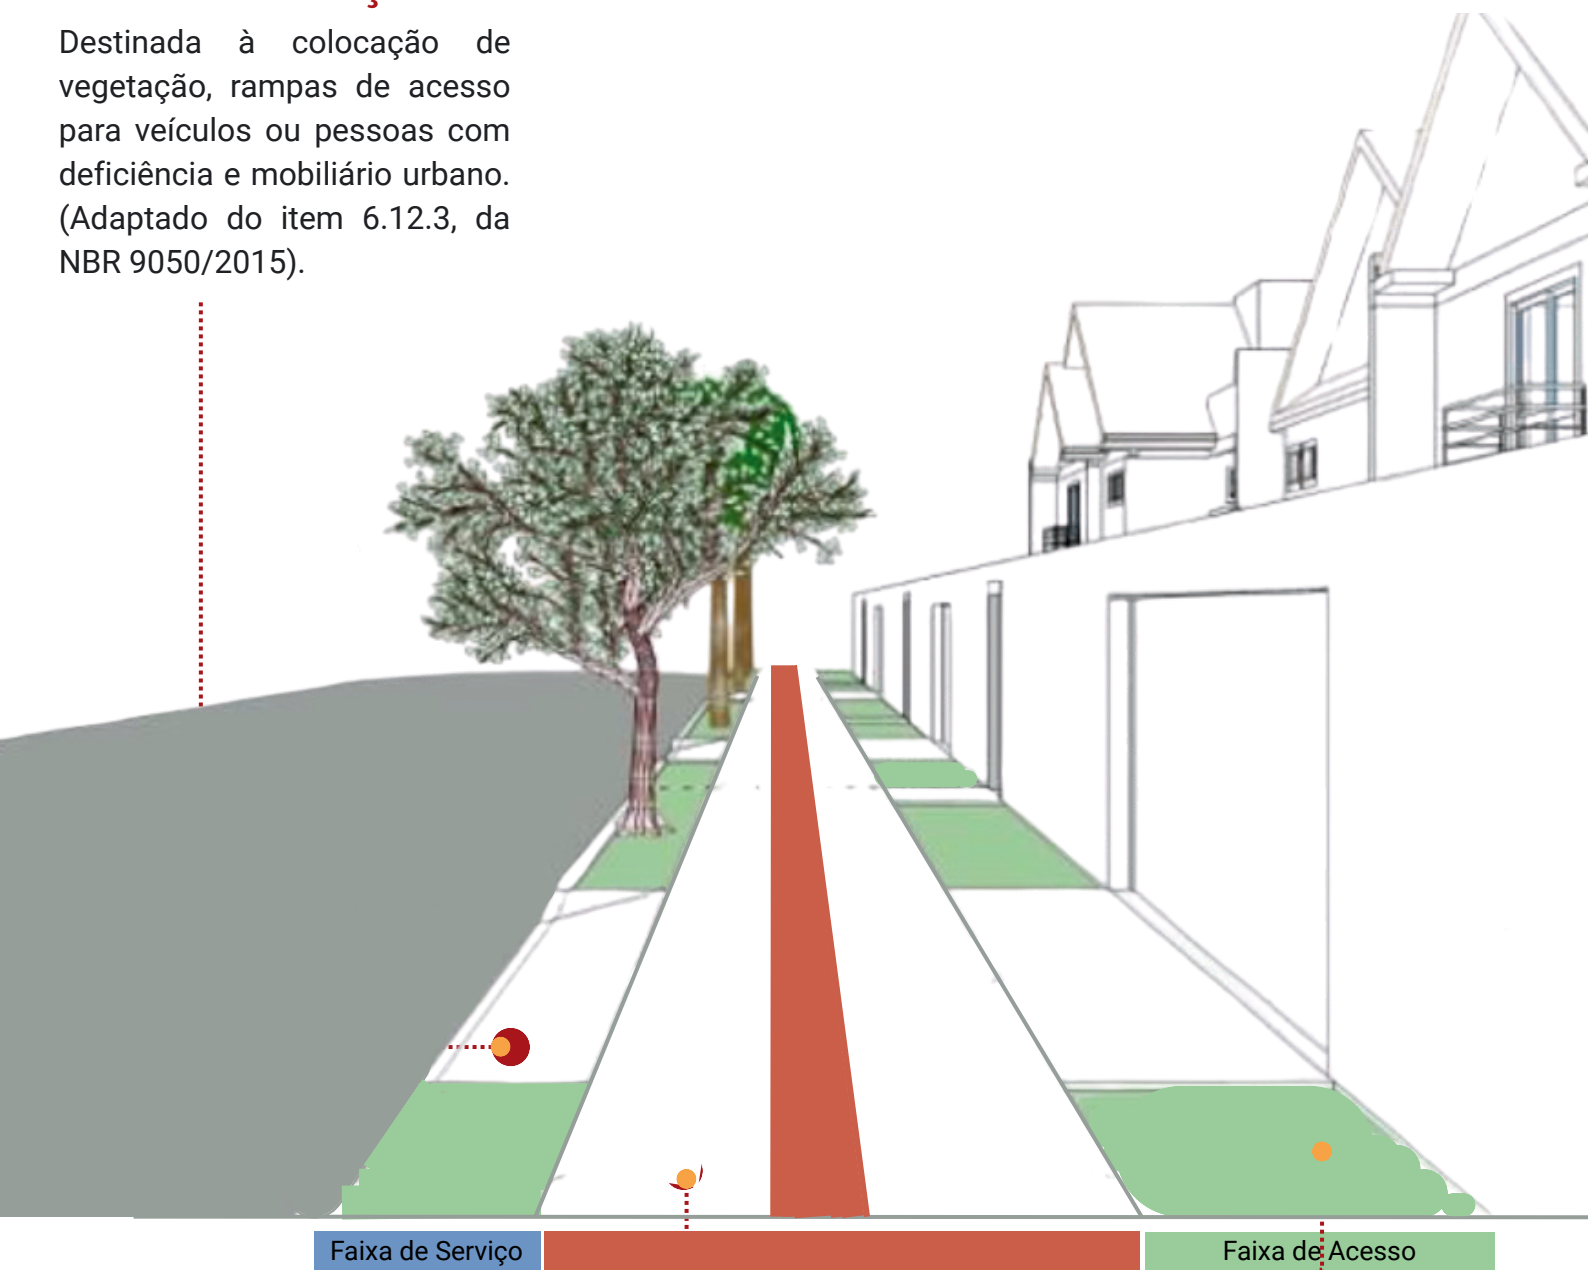 Destinada à colocação de
vegetação, rampas de acesso
para veículos ou pessoas com
deficiência e mobiliário urbano.
(Adaptado do item 6.12.3, da
NBR 9050/2015).
Faixa de Serviço
Faixa de Acesso